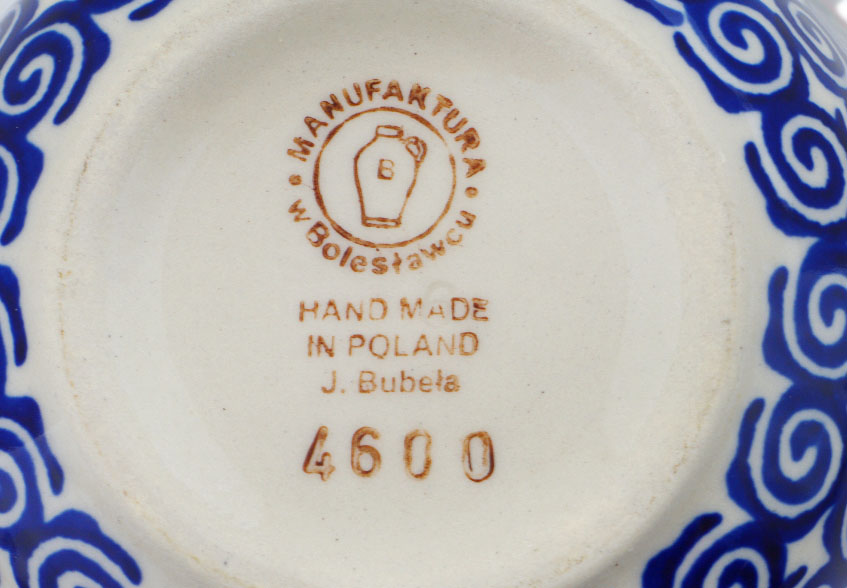 • MANUFAKTURA •
w Bolesławcu
B
HAND MADE
IN POLAND
J. Bubeła
4600